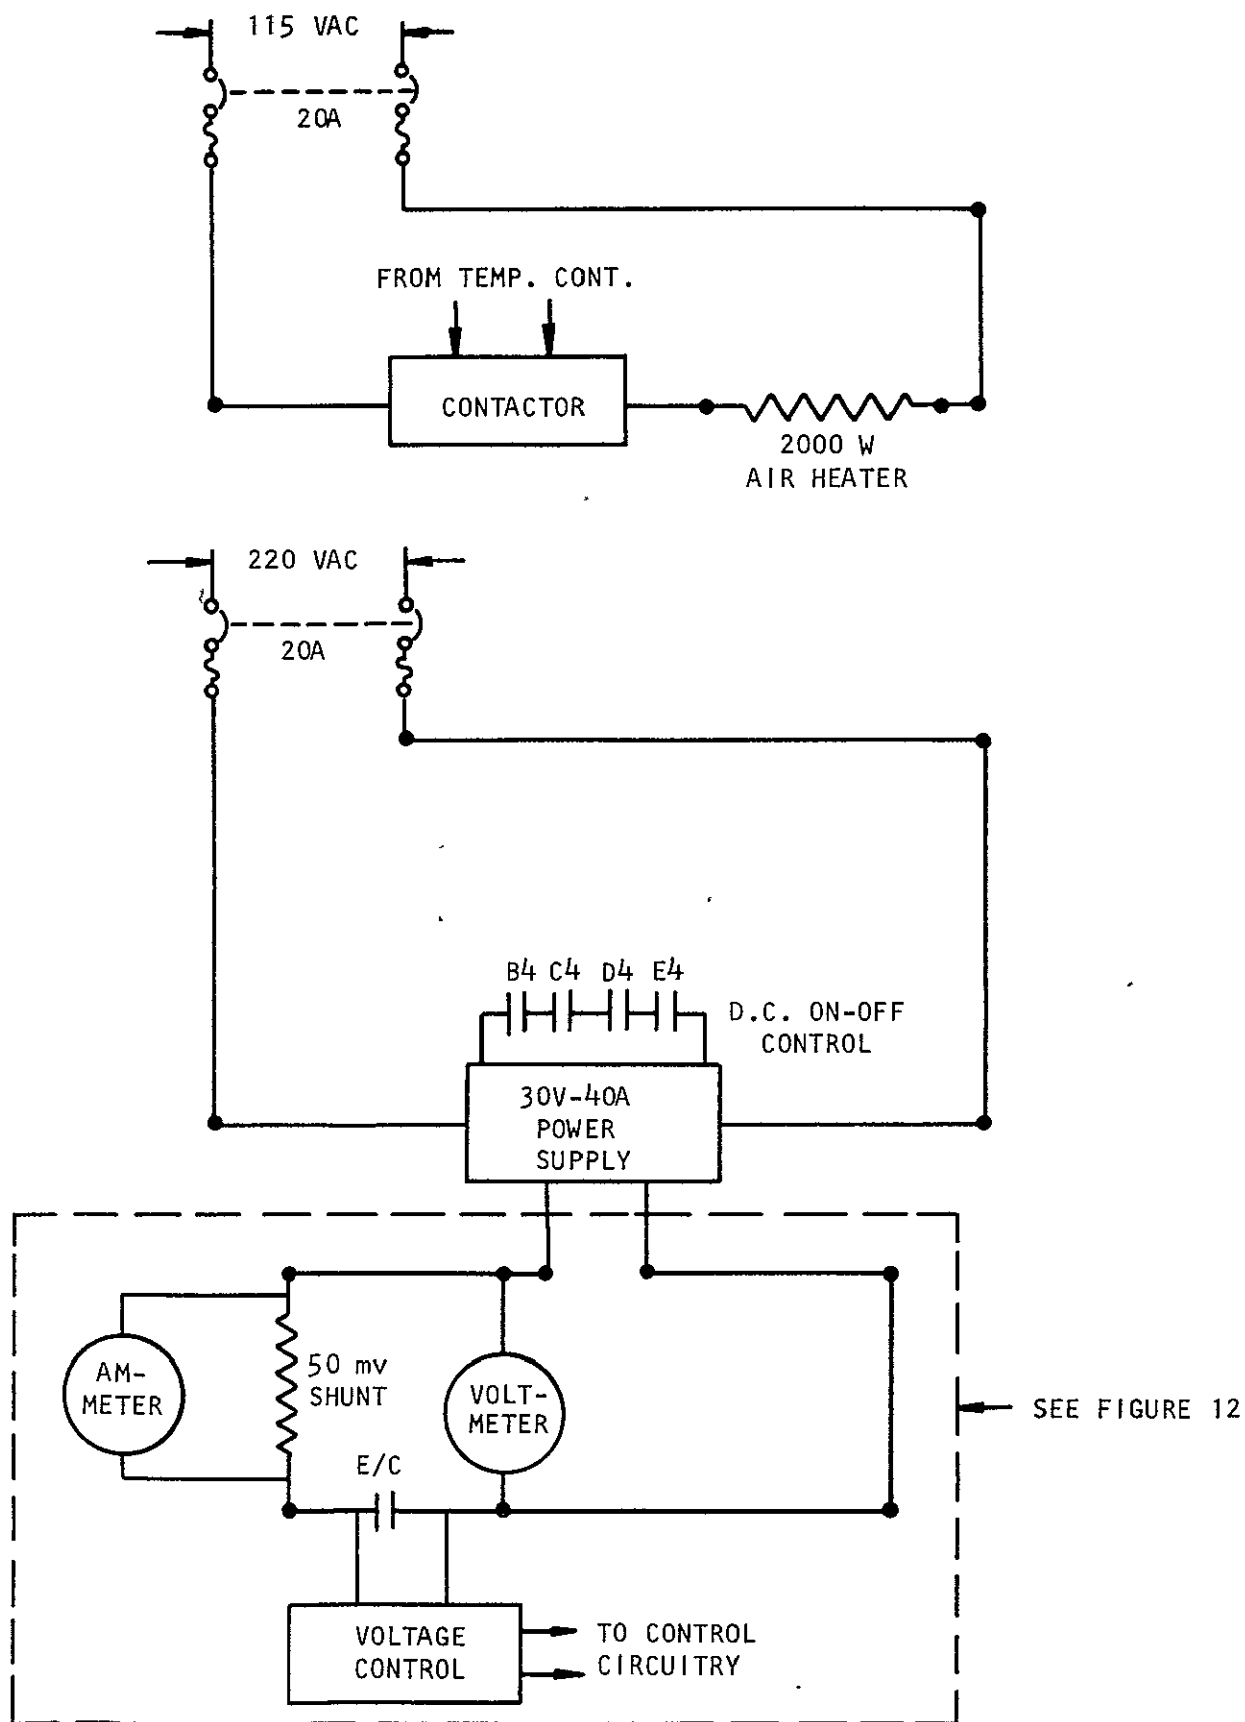 115 VAC
20A
FROM TEMP. CONT.
CONTACTOR
2000 W
AIR HEATER
220 VAC
20A
B4 C4 D4 E4
D.C. ON-OFF
CONTROL
30V-40A
POWER
SUPPLY
AM-
METER
50 mv
SHUNT
VOLT-
METER
SEE FIGURE 12
E/C
VOLTAGE
CONTROL
TO CONTROL
CIRCUITRY